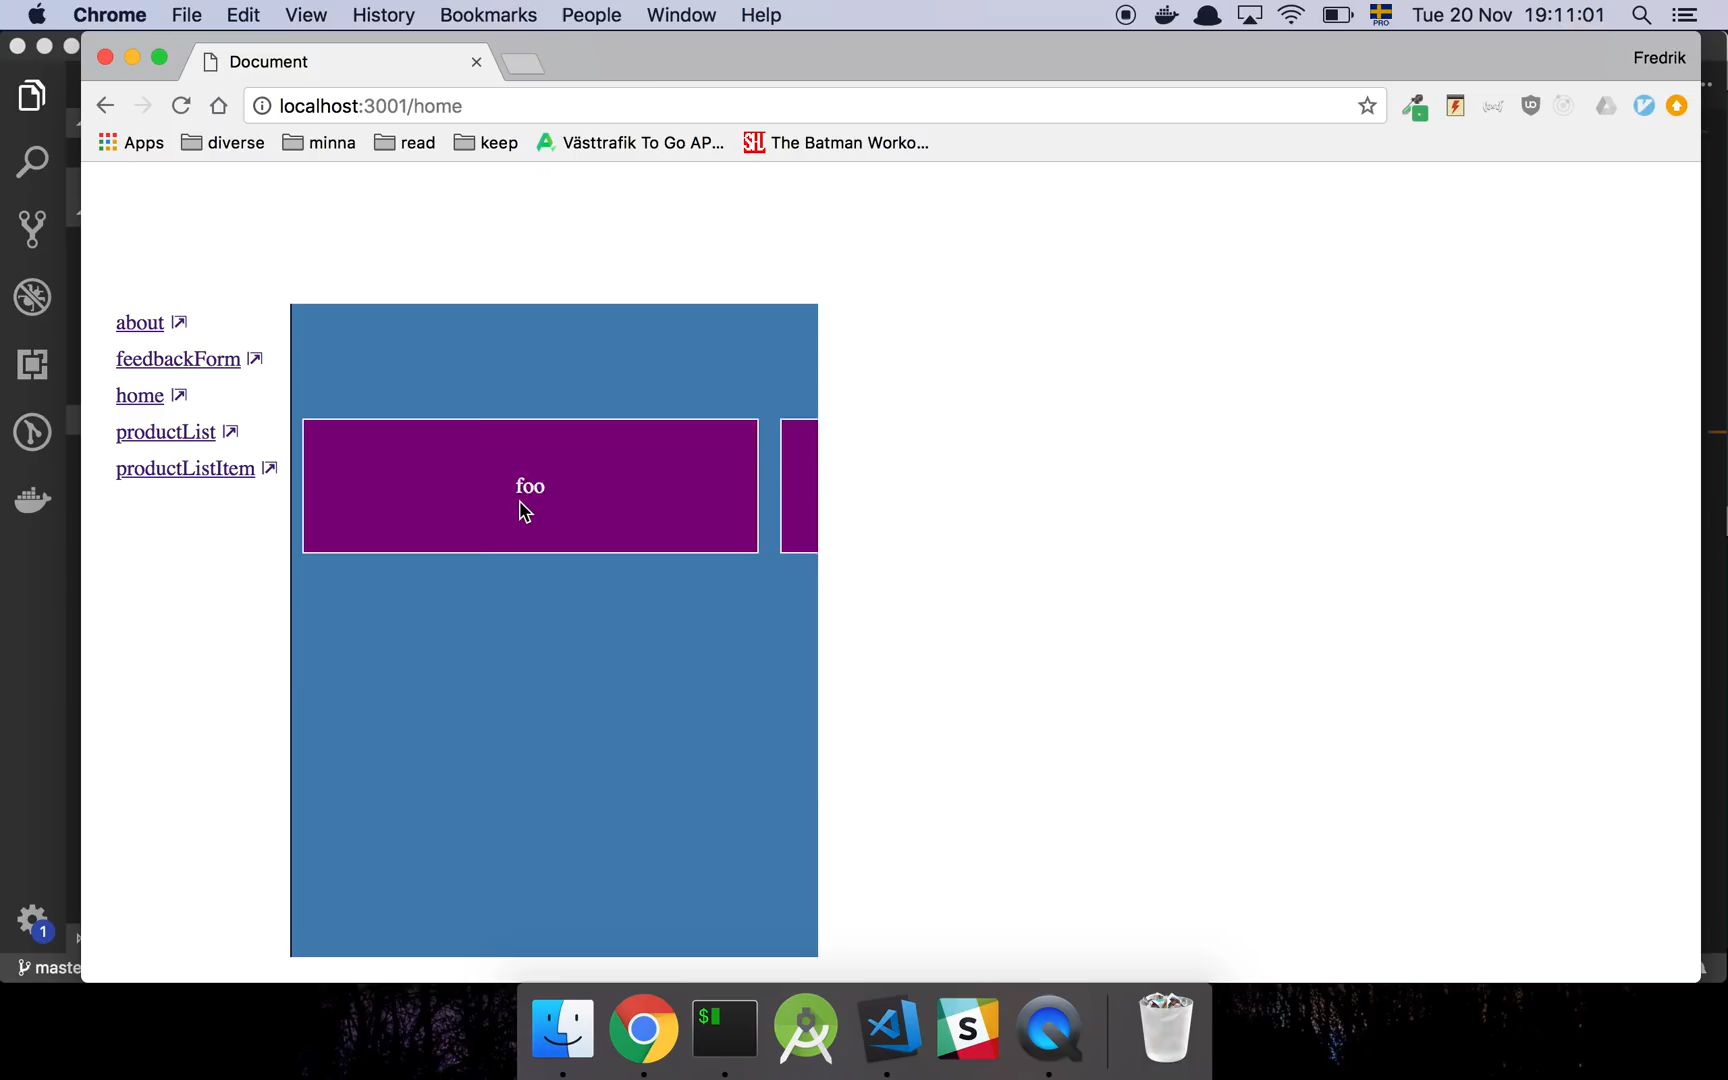 Chrome File Edit View History Bookmarks People Window Help PRO Tue 20 Nov 19:11:01
Document Fredrik
localhost:3001/home
Apps diverse minna read keep Västtrafik To Go AP... The Batman Worko...
about
feedbackForm
home
productList
productListItem
foo
1
maste
$
S